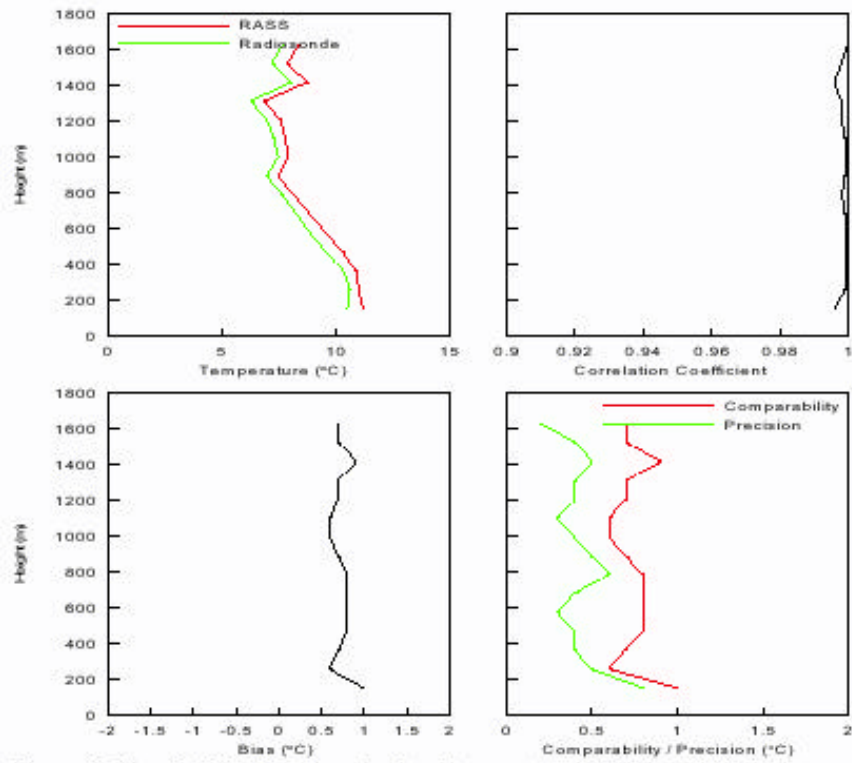 RASS
Radiosonde
1800
1600
1400
1200
1000
800
600
400
200
0
Height (m)
0 5 10 15
Temperature (°C)
0.9 0.92 0.94 0.96 0.98 1
Correlation Coefficient
1800
1600
1400
1200
1000
800
600
400
200
0
Height (m)
-2 -1.5 -1 -0.5 0 0.5 1 1.5 2
Bias (°C)
Comparability
Precision
0 0.5 1 2
Comparability / Precision (°C)